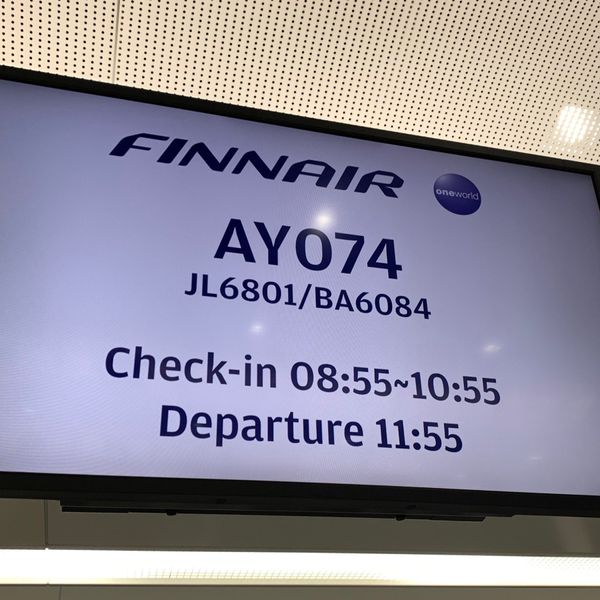 FINNAIR oneworld
AY074
JL6801/BA6084
Check-in 08:55~10:55
Departure 11:55